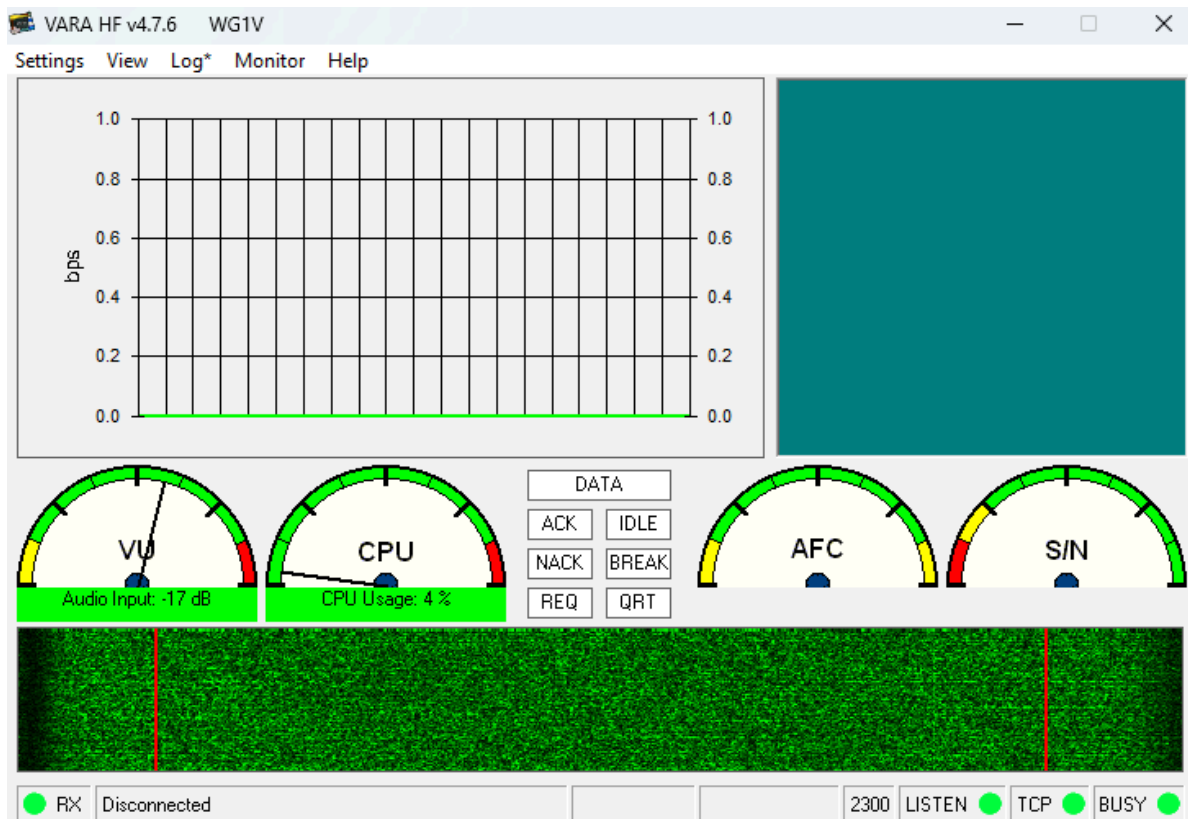 VARA HF v4.7.6 WG1V
Settings View Log* Monitor Help
1.0 1.0
0.8 0.8
0.6 0.6
bps
0.4 0.4
0.2 0.2
0.0 0.0
VU
Audio Input: -17 dB
CPU
CPU Usage: 4 %
DATA
ACK IDLE
NACK BREAK
REQ QRT
AFC
S/N
RX Disconnected 2300 LISTEN TCP BUSY